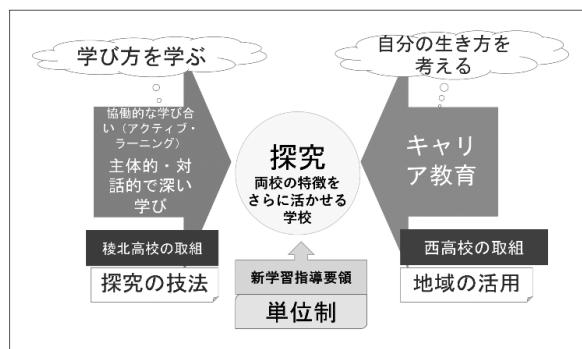 学び方を学ぶ
自分の生き方を
考える
協働的な学び合
い（アクティブ・
ラーニング）
主体的・対
話的で深い
学び
探究
両校の特徴を
さらに活かせる
学校
キャリ
ア教育
稜北高校の取組
探究の技法
新学習指導要領
単位制
西高校の取組
地域の活用